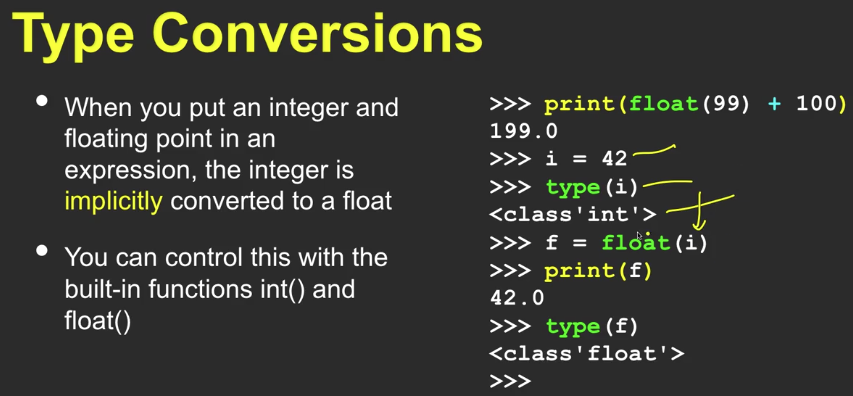 Type Conversions
When you put an integer and
floating point in an
expression, the integer is
implicitly converted to a float
You can control this with the
built-in functions int() and
float()
>>> print(float(99) + 100)
199.0
>>> i = 42
>>> type(i)
<class'int'>
>>> f = float(i)
>>> print(f)
42.0
>>> type(f)
<class'float'>
>>>